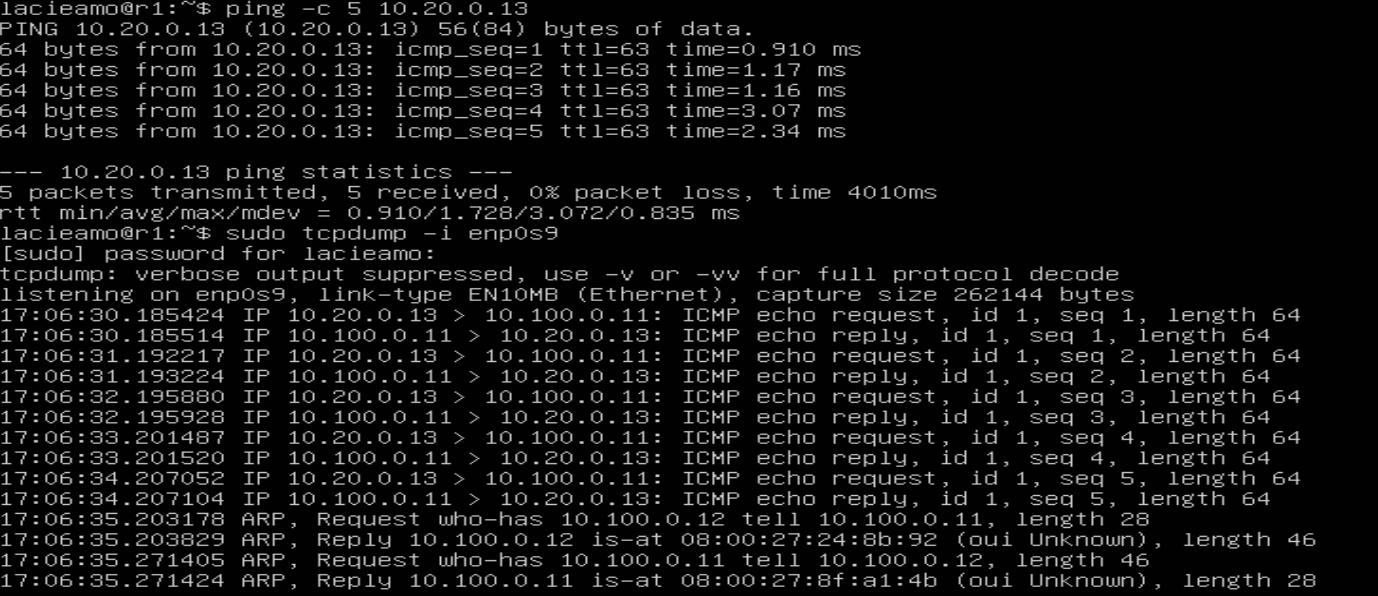 lacieamo@r1:~$ ping -c 5 10.20.0.13
PING 10.20.0.13 (10.20.0.13) 56(84) bytes of data.
64 bytes from 10.20.0.13: icmp_seq=1 ttl=63 time=0.910 ms
64 bytes from 10.20.0.13: icmp_seq=2 ttl=63 time=1.17 ms
64 bytes from 10.20.0.13: icmp_seq=3 ttl=63 time=1.16 ms
64 bytes from 10.20.0.13: icmp_seq=4 ttl=63 time=3.07 ms
64 bytes from 10.20.0.13: icmp_seq=5 ttl=63 time=2.34 ms
--- 10.20.0.13 ping statistics ---
5 packets transmitted, 5 received, 0% packet loss, time 4010ms
rtt min/avg/max/mdev = 0.910/1.728/3.072/0.835 ms
lacieamo@r1:~$ sudo tcpdump -i enp0s9
[sudo] password for lacieamo:
tcpdump: verbose output suppressed, use -v or -vv for full protocol decode
listening on enp0s9, link-type EN10MB (Ethernet), capture size 262144 bytes
17:06:30.185424 IP 10.20.0.13 > 10.100.0.11: ICMP echo request, id 1, seq 1, length 64
17:06:30.185514 IP 10.100.0.11 > 10.20.0.13: ICMP echo reply, id 1, seq 1, length 64
17:06:31.192217 IP 10.20.0.13 > 10.100.0.11: ICMP echo request, id 1, seq 2, length 64
17:06:31.193224 IP 10.100.0.11 > 10.20.0.13: ICMP echo reply, id 1, seq 2, length 64
17:06:32.195880 IP 10.20.0.13 > 10.100.0.11: ICMP echo request, id 1, seq 3, length 64
17:06:32.195928 IP 10.100.0.11 > 10.20.0.13: ICMP echo reply, id 1, seq 3, length 64
17:06:33.201487 IP 10.20.0.13 > 10.100.0.11: ICMP echo request, id 1, seq 4, length 64
17:06:33.201520 IP 10.100.0.11 > 10.20.0.13: ICMP echo reply, id 1, seq 4, length 64
17:06:34.207052 IP 10.20.0.13 > 10.100.0.11: ICMP echo request, id 1, seq 5, length 64
17:06:34.207104 IP 10.100.0.11 > 10.20.0.13: ICMP echo reply, id 1, seq 5, length 64
17:06:35.203178 ARP, Request who-has 10.100.0.12 tell 10.100.0.11, length 28
17:06:35.203829 ARP, Reply 10.100.0.12 is-at 08:00:27:24:8b:92 (oui Unknown), length 46
17:06:35.271405 ARP, Request who-has 10.100.0.11 tell 10.100.0.12, length 46
17:06:35.271424 ARP, Reply 10.100.0.11 is-at 08:00:27:8f:a1:4b (oui Unknown), length 28